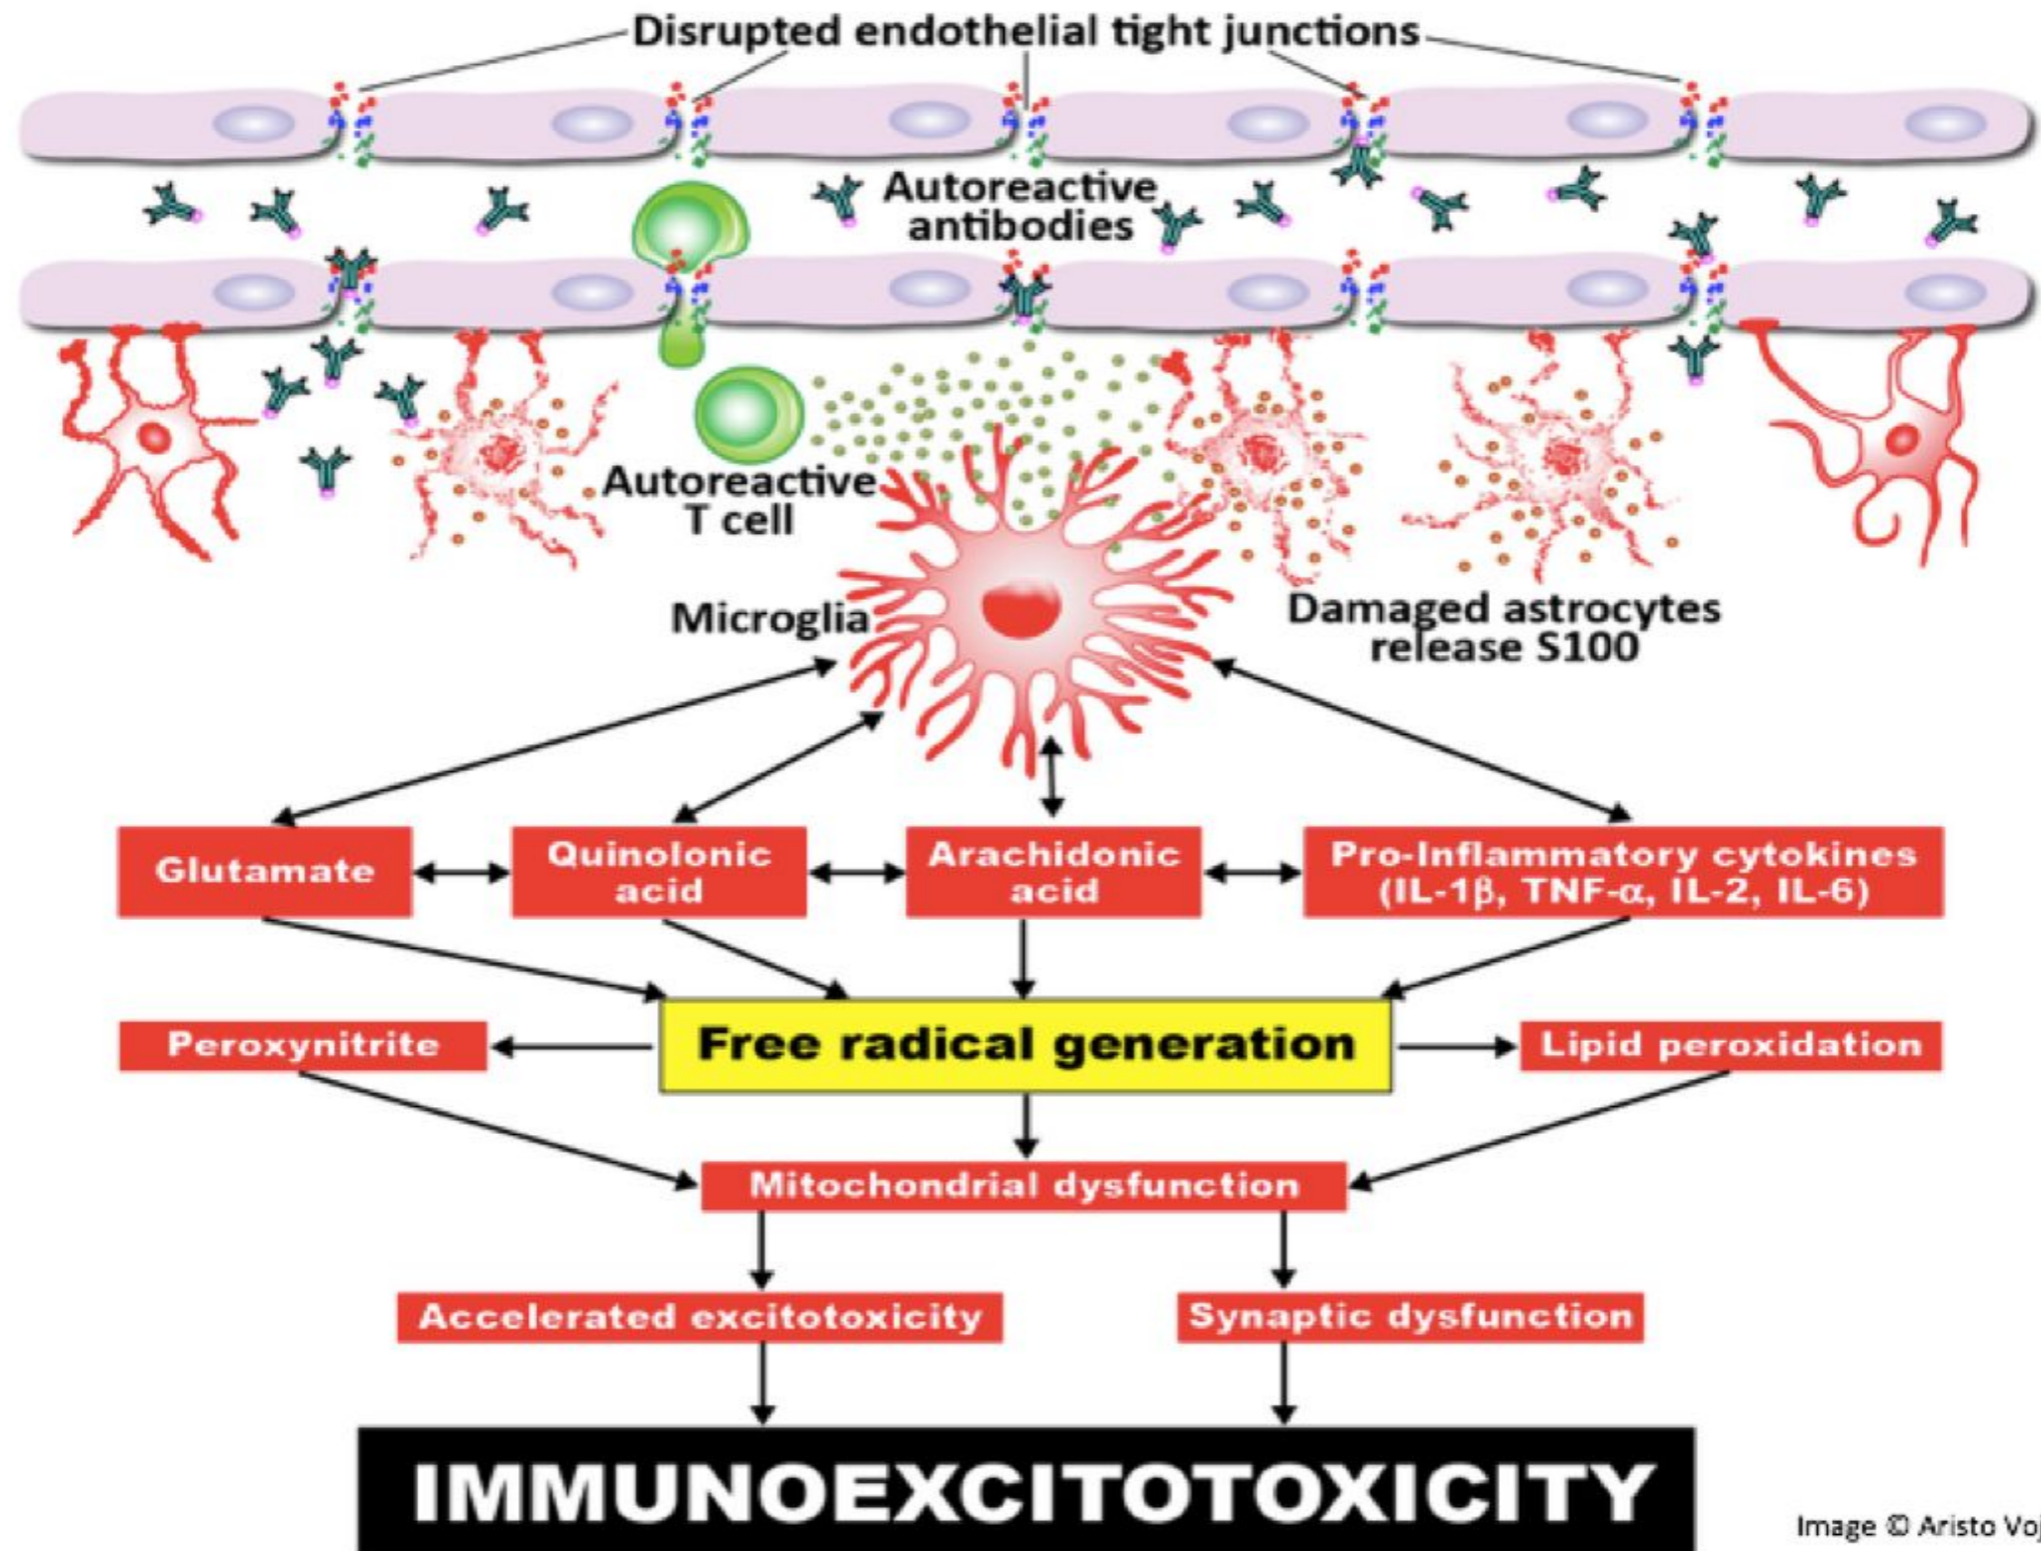 Disrupted endothelial tight junctions
Autoreactive
antibodies
Autoreactive
T cell
Microglia
Damaged astrocytes
release S100
Glutamate
Quinolonic
acid
Arachidonic
acid
Pro-Inflammatory cytokines
(IL-1β, TNF-α, IL-2, IL-6)
Free radical generation
Peroxynitrite
Lipid peroxidation
Mitochondrial dysfunction
Accelerated excitotoxicity
Synaptic dysfunction
IMMUNOEXCITOTOXICITY
Image © Aristo